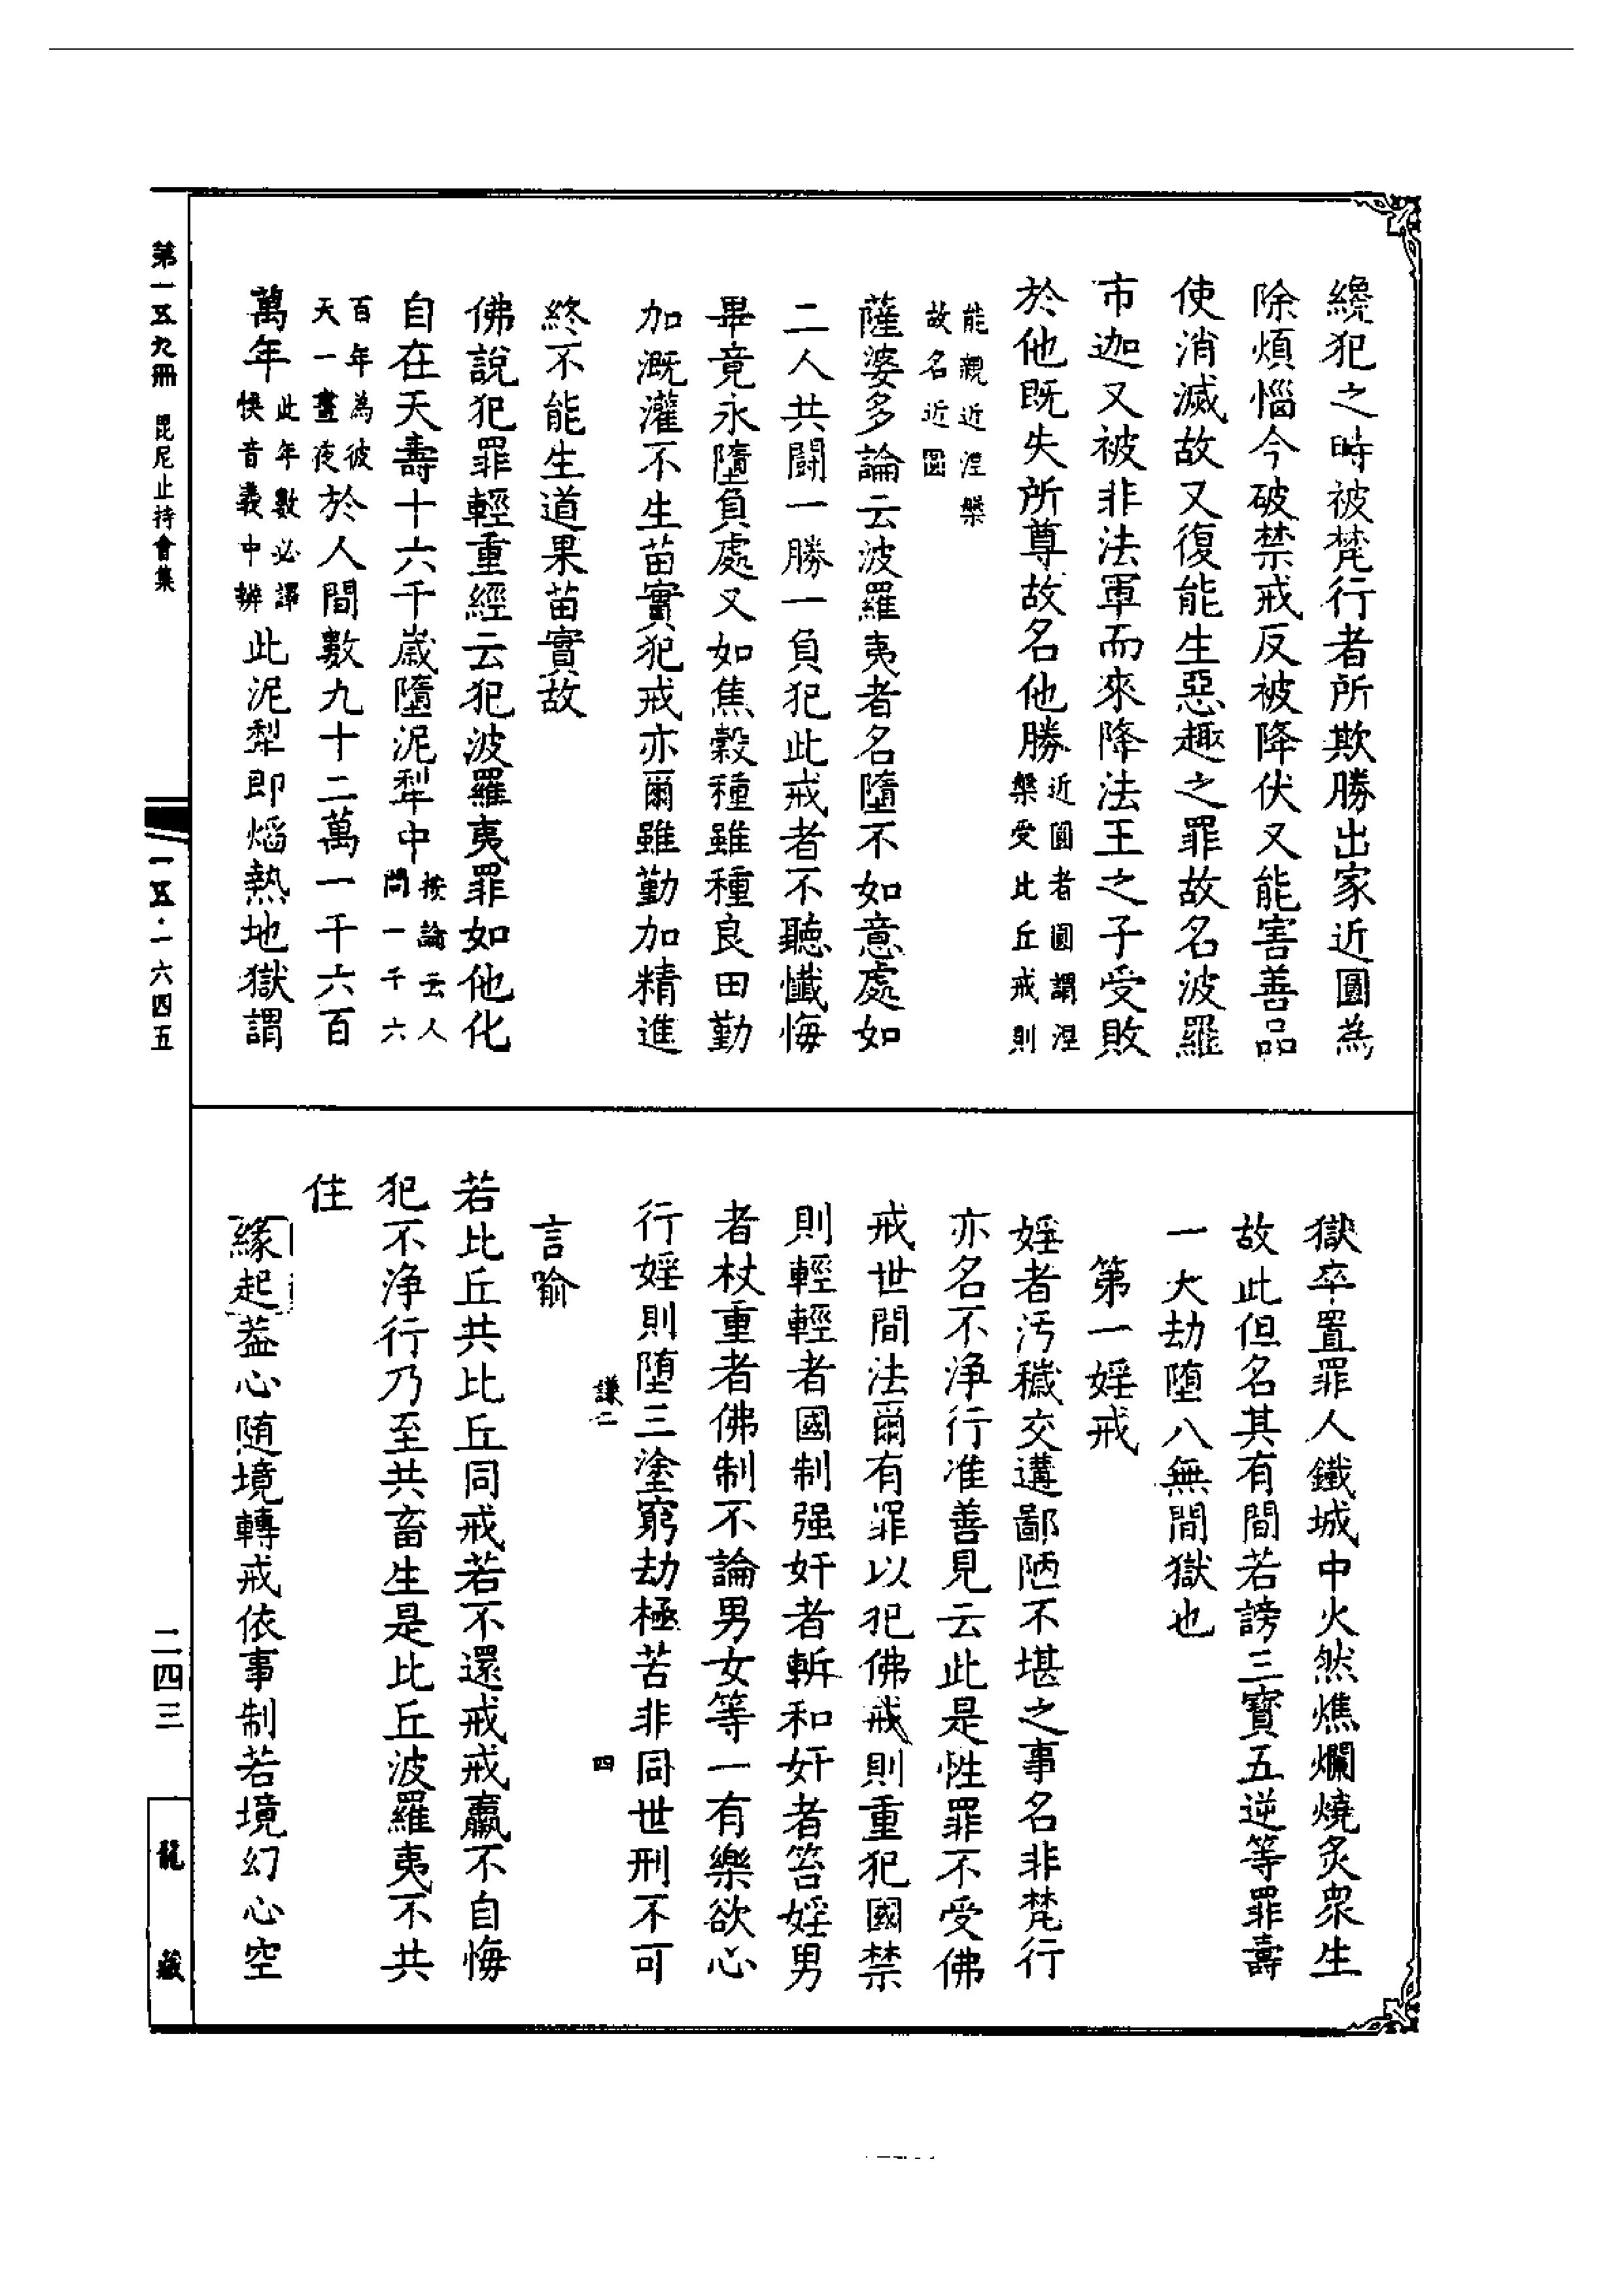 纔犯之時被梵行者所欺勝出家近圓為
除煩惱今破禁戒反被降伏又能害善品
使消滅故又復能生惡趣之罪故名波羅
市迦又被非法軍而來降法王之子受敗
於他既失所尊故名他勝近圓者圓謂涅槃受此丘戒則
能親近涅槃故名近圓
薩婆多論云波羅夷者名墮不如意處如
二人共鬪一勝一負犯此戒者不聽懺悔
畢竟永墮負處又如焦穀種雖種良田勤
加溉灌不生苗實犯戒亦爾雖勤加精進
終不能生道果苗實故
佛說犯罪輕重經云犯波羅夷罪如他化
自在天壽十六千歲墮泥犁中按論云人間一千六
百年為彼天一晝夜於人間數九十二萬一千六百
萬年此年數必譯悞音義中辨此泥犁即熖熱地獄謂
獄卒置罪人鐵城中火然燋爛燒炙眾生
故此但名其有間若謗三寶五逆等罪壽
一大劫墮八無間獄也
第一婬戒
婬者污穢交遘鄙陋不堪之事名非梵行
亦名不淨行准善見云此是性罪不受佛
戒世間法爾有罪以犯佛戒則重犯國禁
則輕輕者國制强奸者斬和奸者笞婬男
者杖重者佛制不論男女等一有樂欲心
行婬則墮三塗窮劫極苦非同世刑不可
謙二 四
言喻
若比丘共比丘同戒若不還戒戒羸不自悔
犯不淨行乃至共畜生是比丘波羅夷不共
住
緣起葢心隨境轉戒依事制若境幻心空
第一五九冊 毘尼止持會集
一五·一六四五
二四三
龍藏